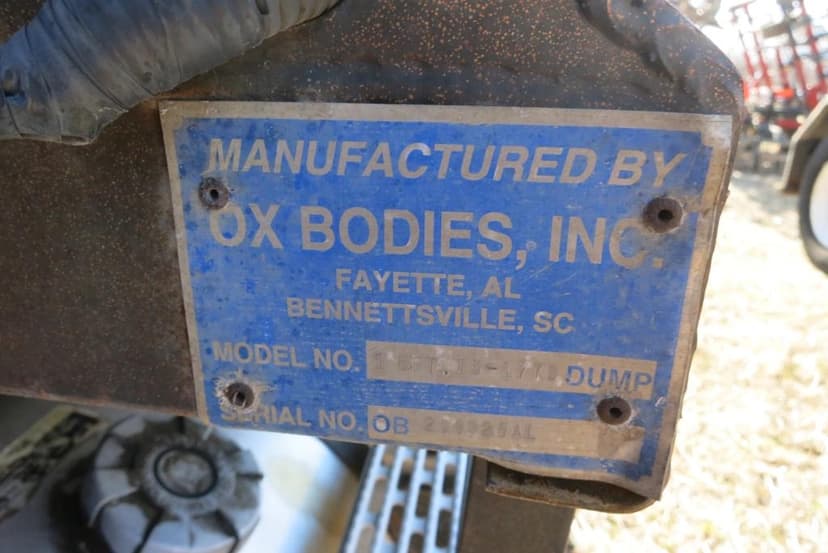 MANUFACTURED BY
OX BODIES, INC.
FAYETTE, AL
BENNETTSVILLE, SC
MODEL NO. DUMP
SERIAL NO. OB